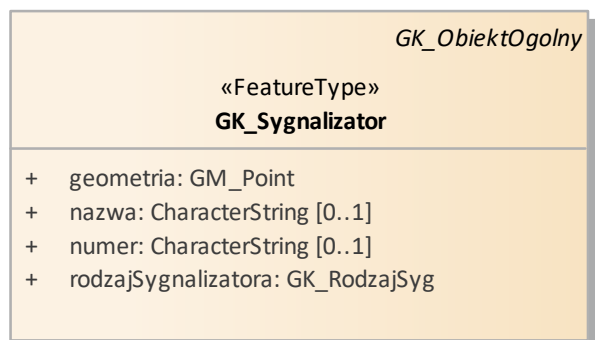 GK_ObiektOgolny
«FeatureType»
GK_Sygnalizator
+ geometria: GM_Point
+ nazwa: CharacterString [0..1]
+ numer: CharacterString [0..1]
+ rodzajSygnalizatora: GK_RodzajSyg